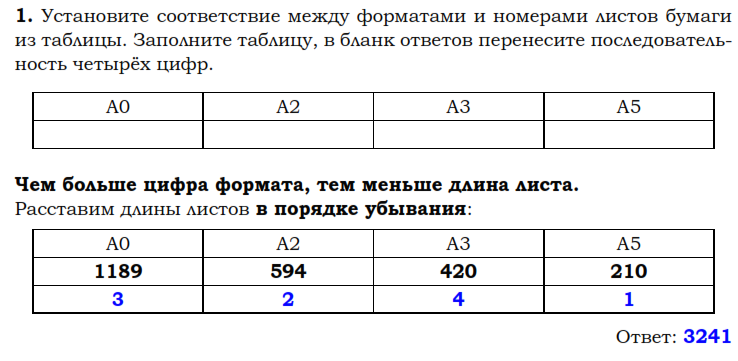 1. Установите соответствие между форматами и номерами листов бумаги
из таблицы. Заполните таблицу, в бланк ответов перенесите последователь-
ность четырёх цифр.
А0 А2 А3 А5
Чем больше цифра формата, тем меньше длина листа.
Расставим длины листов в порядке убывания:
А0 А2 А3 А5
1189 594 420 210
3 2 4 1
Ответ: 3241